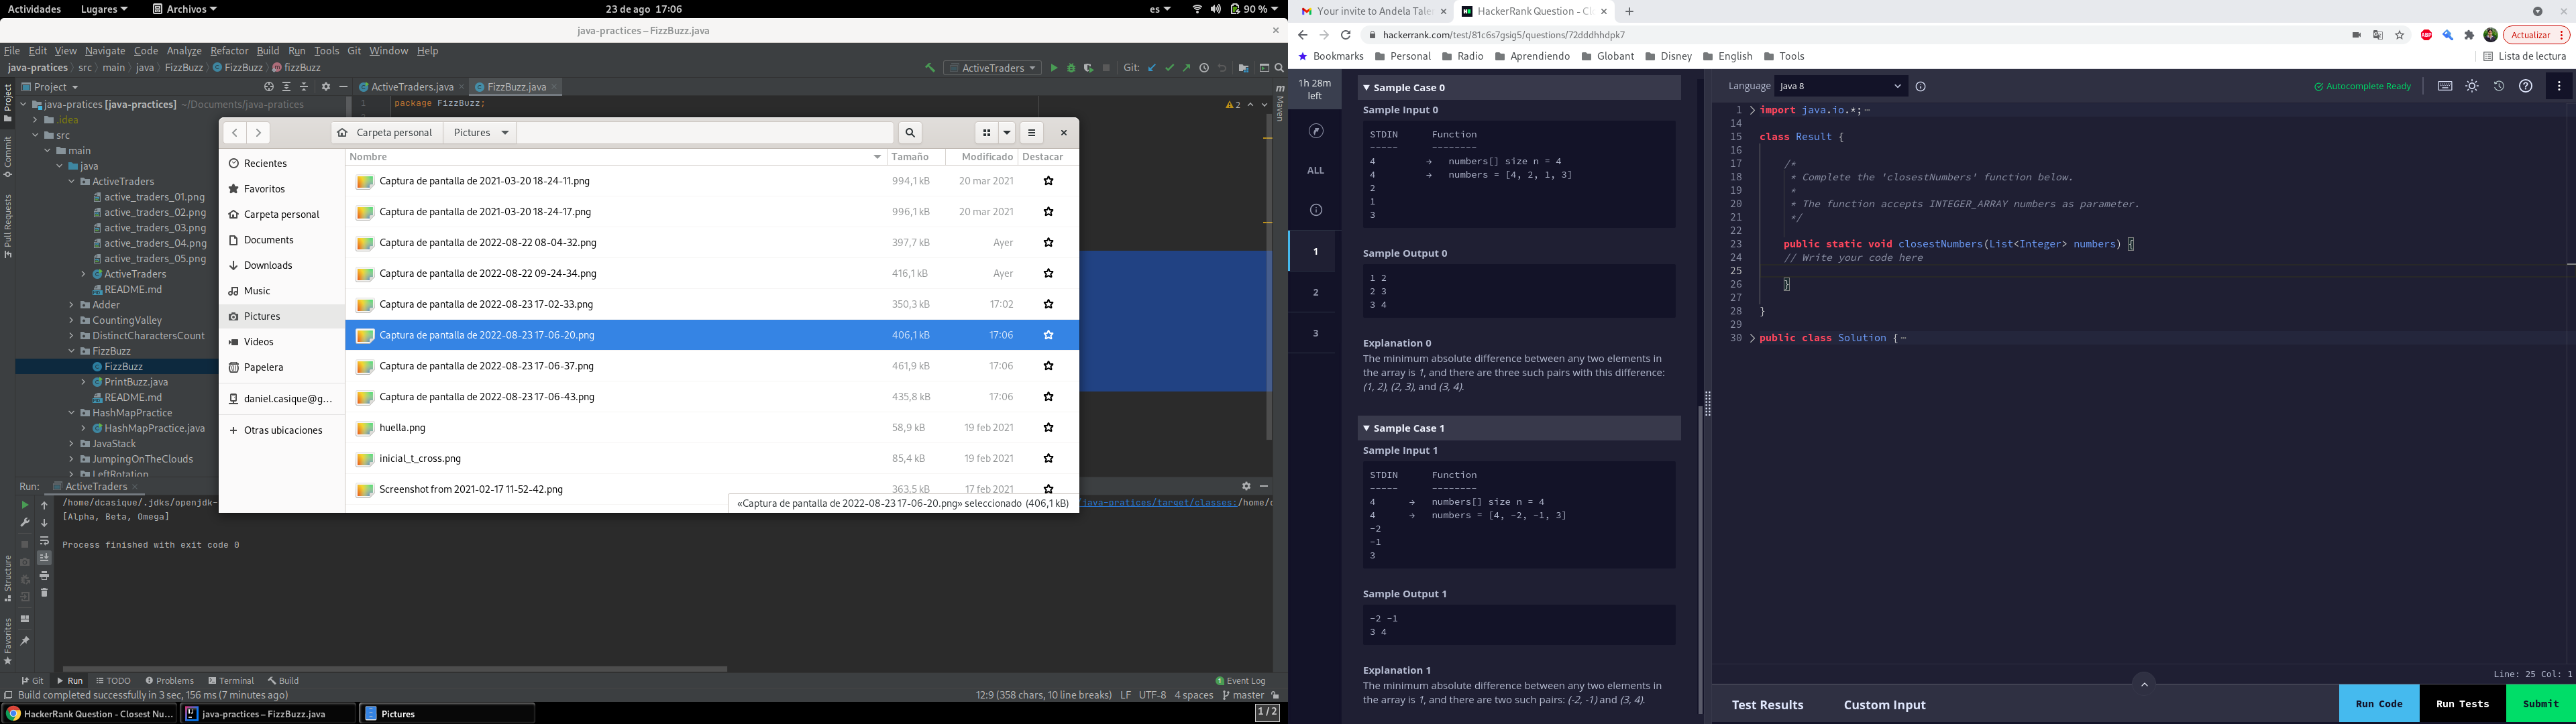 Actividades Lugares Archivos 23 de ago 17:06 es 90 %
java-practices – FizzBuzz.java
File Edit View Navigate Code Analyze Refactor Build Run Tools Git Window Help
java-pratices src main java FizzBuzz FizzBuzz fizzBuzz ActiveTraders Git:
Project ActiveTraders.java FizzBuzz.java
java-pratices [java-practices] ~/Documents/java-pratices
.idea
src
main
java
ActiveTraders
active_traders_01.png
active_traders_02.png
active_traders_03.png
active_traders_04.png
active_traders_05.png
ActiveTraders
README.md
Adder
CountingValley
DistinctCharactersCount
FizzBuzz
FizzBuzz
PrintBuzz.java
README.md
HashMapPractice
HashMapPractice.java
JavaStack
JumpingOnTheClouds
LeftRotation
Project
Commit
Pull Requests
Structure
Favorites
Maven
1 package FizzBuzz;
2
Carpeta personal Pictures
Recientes
Favoritos
Carpeta personal
Documents
Downloads
Music
Pictures
Videos
Papelera
daniel.casique@g...
Otras ubicaciones
Nombre Tamaño Modificado Destacar
Captura de pantalla de 2021-03-20 18-24-11.png 994,1 kB 20 mar 2021
Captura de pantalla de 2021-03-20 18-24-17.png 996,1 kB 20 mar 2021
Captura de pantalla de 2022-08-22 08-04-32.png 397,7 kB Ayer
Captura de pantalla de 2022-08-22 09-24-34.png 416,1 kB Ayer
Captura de pantalla de 2022-08-23 17-02-33.png 350,3 kB 17:02
Captura de pantalla de 2022-08-23 17-06-20.png 406,1 kB 17:06
Captura de pantalla de 2022-08-23 17-06-37.png 461,9 kB 17:06
Captura de pantalla de 2022-08-23 17-06-43.png 435,8 kB 17:06
huella.png 58,9 kB 19 feb 2021
inicial_t_cross.png 85,4 kB 19 feb 2021
Screenshot from 2021-02-17 11-52-42.png 363,5 kB 17 feb 2021
«Captura de pantalla de 2022-08-23 17-06-20.png» seleccionado (406,1 kB)
Run: ActiveTraders
/home/dcasique/.jdks/openjdk- java-pratices/target/classes:/home/d
[Alpha, Beta, Omega]
Process finished with exit code 0
Git Run TODO Problems Terminal Build 1 Event Log
Build completed successfully in 3 sec, 156 ms (7 minutes ago) 12:9 (358 chars, 10 line breaks) LF UTF-8 4 spaces master
HackerRank Question - Closest Nu... java-practices – FizzBuzz.java Pictures 1 / 2
Your invite to Andela Tale HackerRank Question - Clo
hackerrank.com/test/81c6s7gsig5/questions/72dddhhdpk7 ABP Actualizar
Bookmarks Personal Radio Aprendiendo Globant Disney English Tools Lista de lectura
1h 28m
left
ALL
1
2
3
Sample Case 0
Sample Input 0
STDIN Function
----- --------
4 → numbers[] size n = 4
4 → numbers = [4, 2, 1, 3]
2
1
3
Sample Output 0
1 2
2 3
3 4
Explanation 0
The minimum absolute difference between any two elements in
the array is 1, and there are three such pairs with this difference:
(1, 2), (2, 3), and (3, 4).
Sample Case 1
Sample Input 1
STDIN Function
----- --------
4 → numbers[] size n = 4
4 → numbers = [4, -2, -1, 3]
-2
-1
3
Sample Output 1
-2 -1
3 4
Explanation 1
The minimum absolute difference between any two elements in
the array is 1, and there are two such pairs: (-2, -1) and (3, 4).
Language Java 8 Autocomplete Ready
1 import java.io.*;
14
15 class Result {
16
17 /*
18 * Complete the 'closestNumbers' function below.
19 *
20 * The function accepts INTEGER_ARRAY numbers as parameter.
21 */
22
23 public static void closestNumbers(List<Integer> numbers) {
24 // Write your code here
25
26 }
27
28 }
29
30 public class Solution {
Line: 25 Col: 1
Test Results Custom Input Run Code Run Tests Submit